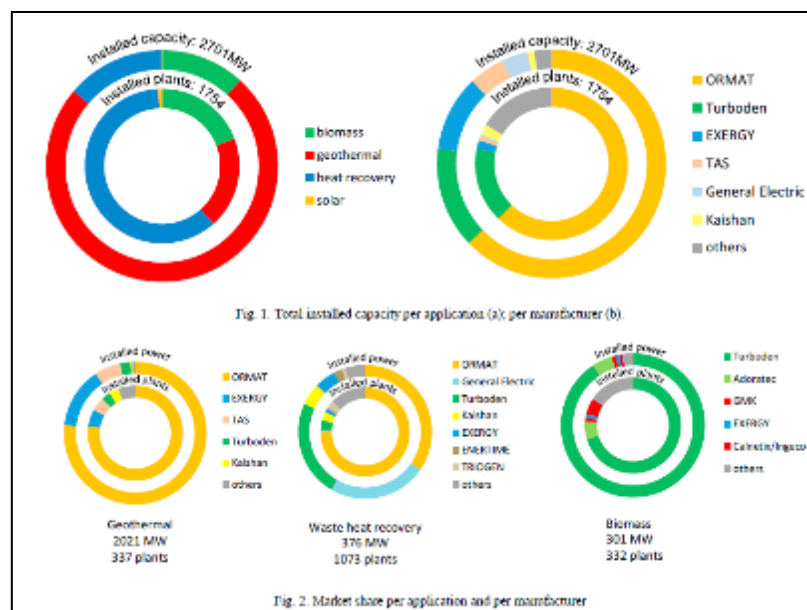 Installed capacity: 2701MW
Installed plants: 1754
biomass
geothermal
heat recovery
solar
Installed capacity: 2701MW
Installed plants: 1754
ORMAT
Turboden
EXERGY
TAS
General Electric
Kaishan
others
Fig. 1. Total installed capacity per application (a); per manufacturer (b).
Installed power
Installed plants
ORMAT
EXERGY
TAS
Turboden
Kaishan
others
Geothermal
2021 MW
337 plants
Installed power
Installed plants
ORMAT
General Electric
Turboden
Kaishan
EXERGY
ENERTIME
TRIOGEN
others
Waste heat recovery
376 MW
1073 plants
Installed power
Installed plants
Turboden
Adoratec
GMK
EXERGY
Calnetix/Ingeco
others
Biomass
301 MW
332 plants
Fig. 2. Market share per application and per manufacturer